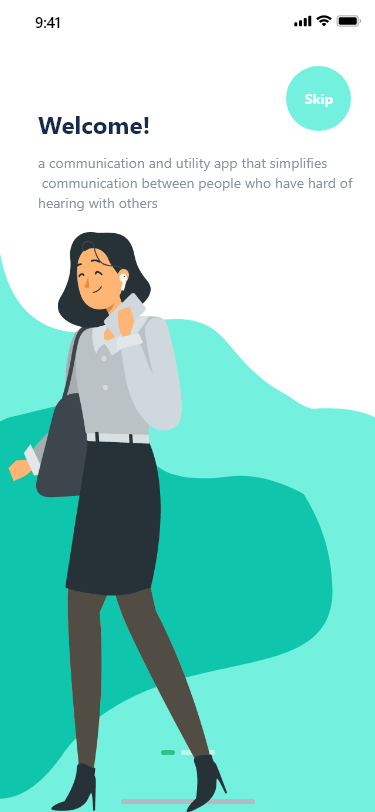 9:41
Skip
Welcome!
a communication and utility app that simplifies
communication between people who have hard of
hearing with others